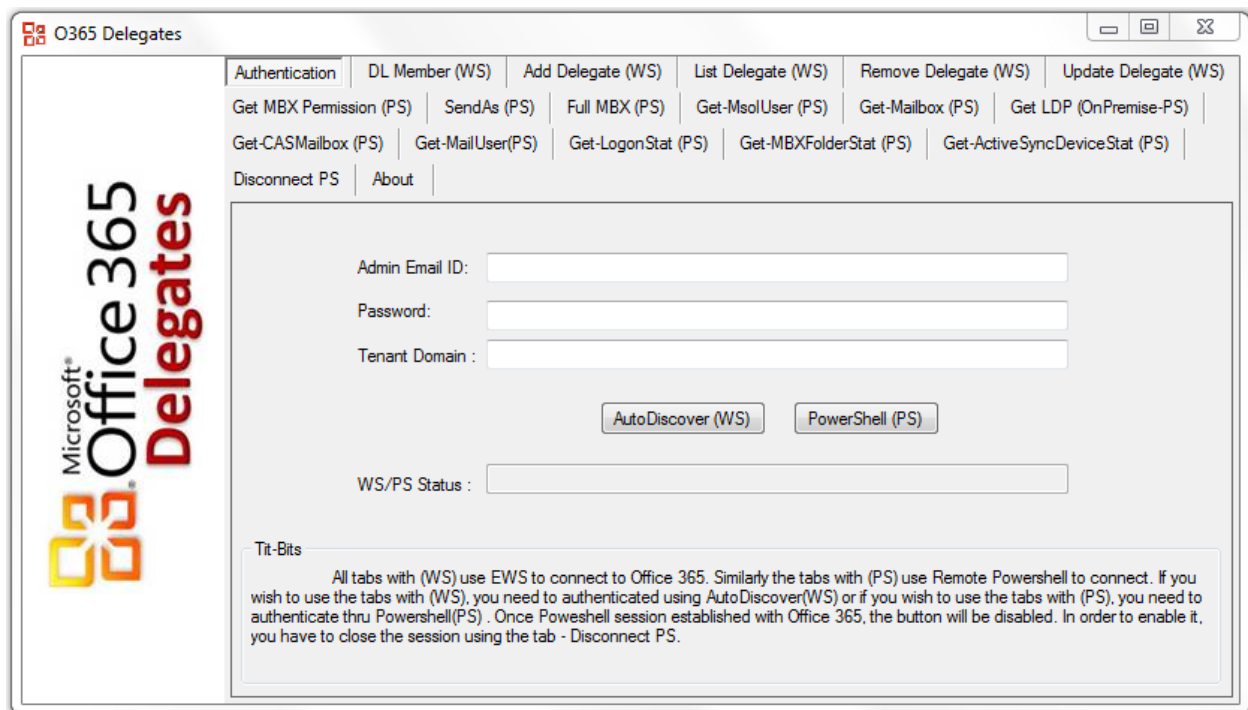 O365 Delegates
Authentication DL Member (WS) Add Delegate (WS) List Delegate (WS) Remove Delegate (WS) Update Delegate (WS)
Get MBX Permission (PS) SendAs (PS) Full MBX (PS) Get-MsolUser (PS) Get-Mailbox (PS) Get LDP (OnPremise-PS)
Get-CASMailbox (PS) Get-MailUser(PS) Get-LogonStat (PS) Get-MBXFolderStat (PS) Get-ActiveSyncDeviceStat (PS)
Disconnect PS About
Microsoft®
Office 365
Delegates
Admin Email ID:
Password:
Tenant Domain :
AutoDiscover (WS) PowerShell (PS)
WS/PS Status :
Tit-Bits
All tabs with (WS) use EWS to connect to Office 365. Similarly the tabs with (PS) use Remote Powershell to connect. If you
wish to use the tabs with (WS), you need to authenticated using AutoDiscover(WS) or if you wish to use the tabs with (PS), you need to
authenticate thru Powershell(PS) . Once Poweshell session established with Office 365, the button will be disabled. In order to enable it,
you have to close the session using the tab - Disconnect PS.